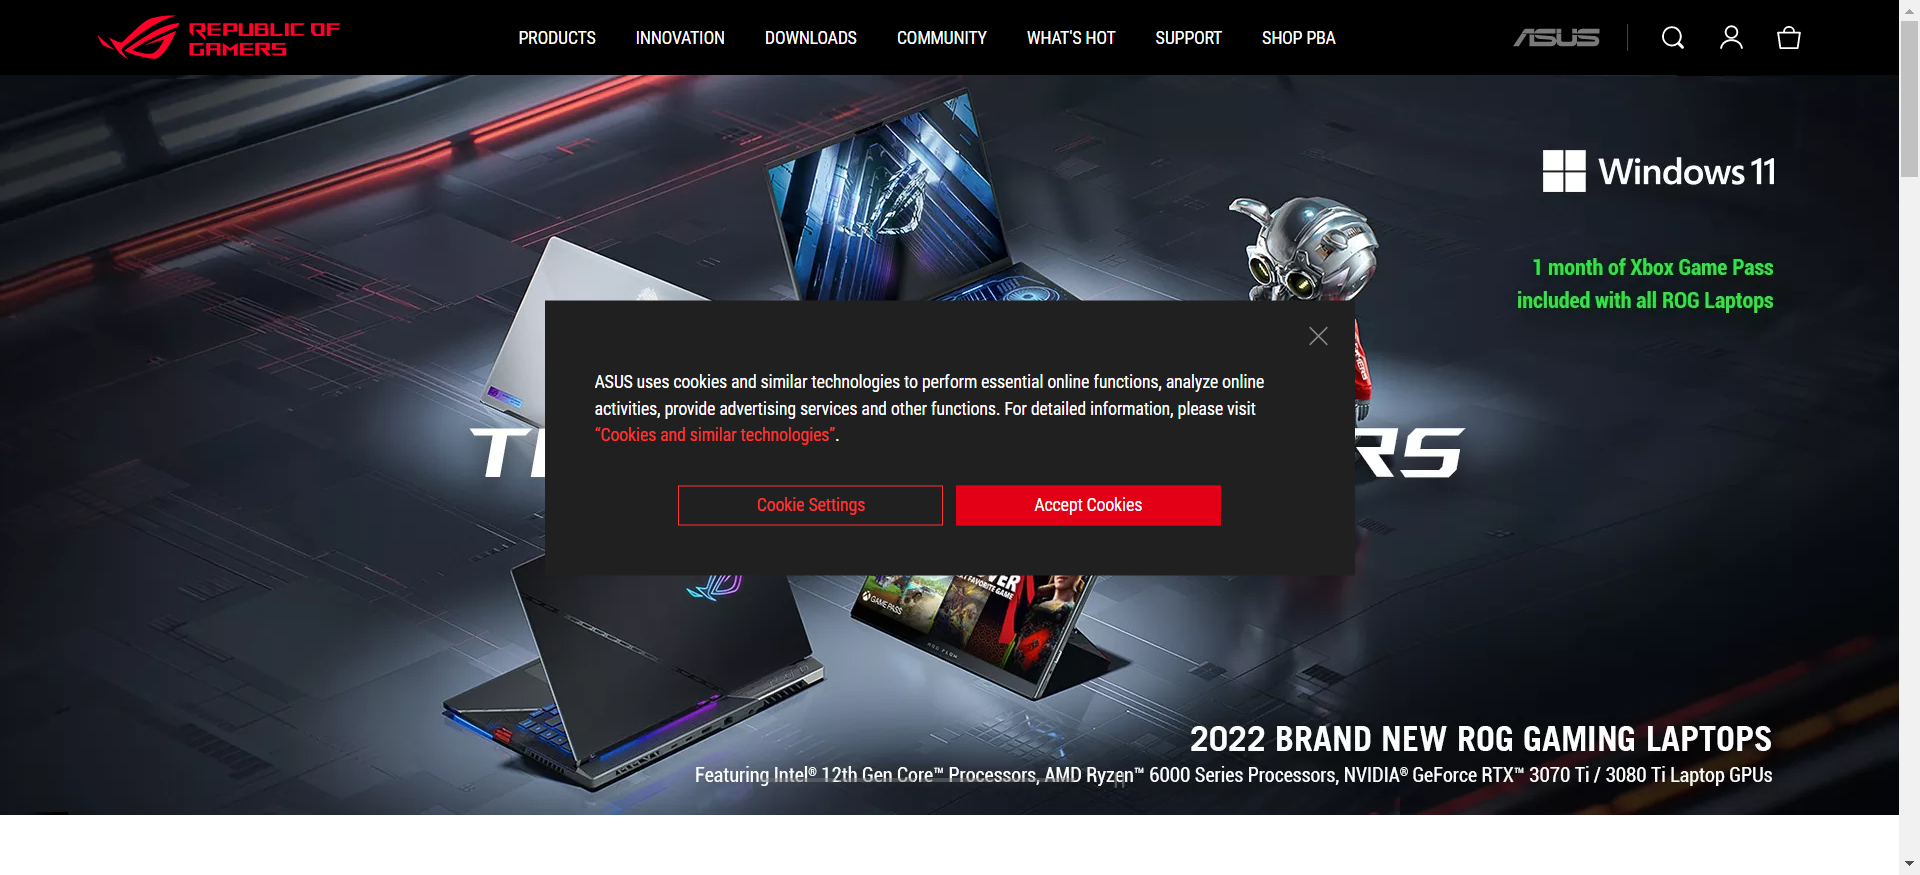 REPUBLIC OF
GAMERS
PRODUCTS
INNOVATION
DOWNLOADS
COMMUNITY
WHAT'S HOT
SUPPORT
SHOP PBA
ASUS
Windows 11
1 month of Xbox Game Pass
included with all ROG Laptops
ASUS uses cookies and similar technologies to perform essential online functions, analyze online
activities, provide advertising services and other functions. For detailed information, please visit
“Cookies and similar technologies”.
Cookie Settings
Accept Cookies
GAME PASS
ROG FLOW
2022 BRAND NEW ROG GAMING LAPTOPS
Featuring Intel® 12th Gen Core™ Processors, AMD Ryzen™ 6000 Series Processors, NVIDIA® GeForce RTX™ 3070 Ti / 3080 Ti Laptop GPUs